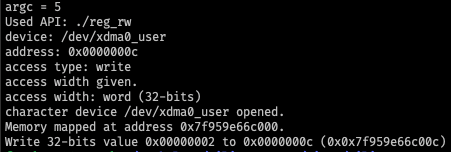 argc = 5
Used API: ./reg_rw
device: /dev/xdma0_user
address: 0x0000000c
access type: write
access width given.
access width: word (32-bits)
character device /dev/xdma0_user opened.
Memory mapped at address 0x7f959e66c000.
Write 32-bits value 0x00000002 to 0x0000000c (0x0x7f959e66c00c)